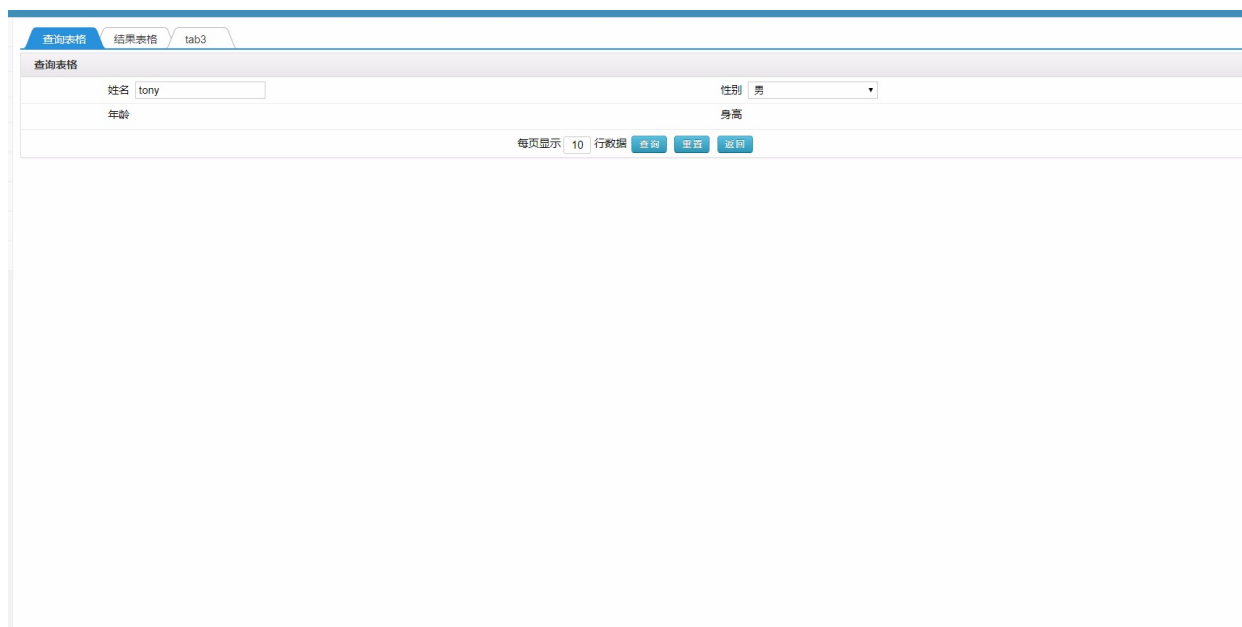 查询表格 结果表格 tab3
查询表格
姓名 tony 性别 男
年龄 身高
每页显示 10 行数据 查询 重置 返回